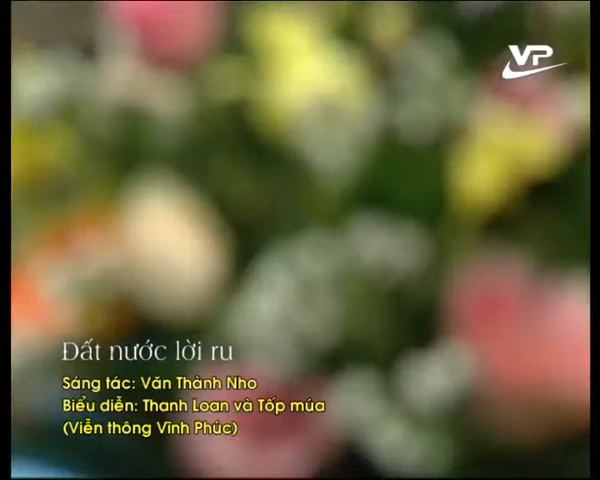 VP
Đất nước lời ru
Sáng tác: Văn Thành Nho
Biểu diễn: Thanh Loan và Tốp múa
(Viễn thông Vĩnh Phúc)